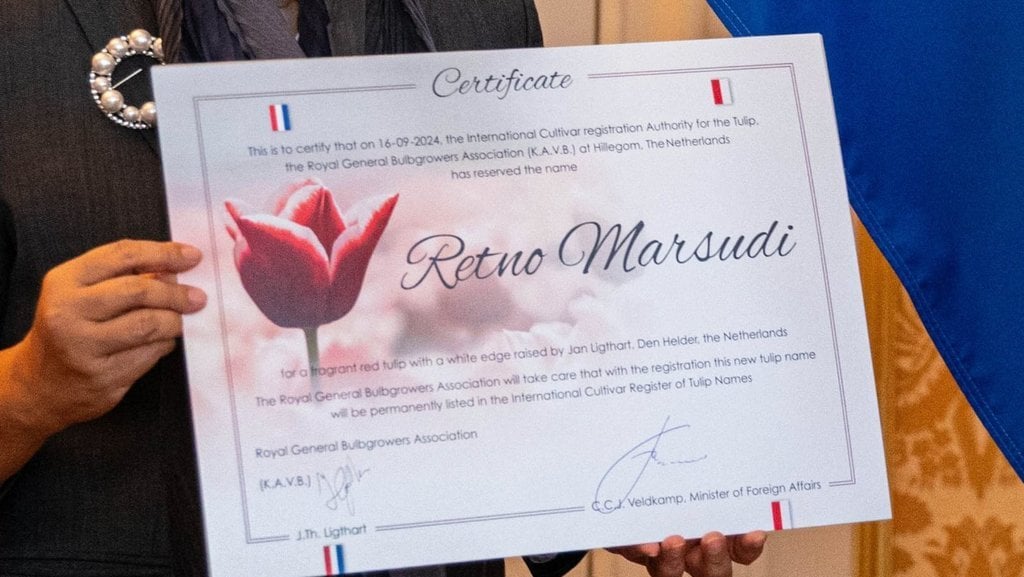 Certificate
This is to certify that on 16-09-2024, the International Cultivar registration Authority for the Tulip,
the Royal General Bulbgrowers Association (K.A.V.B.) at Hillegom, The Netherlands
has reserved the name
Retno Marsudi
for a fragrant red tulip with a white edge raised by Jan Ligthart, Den Helder, the Netherlands
The Royal General Bulbgrowers Association will take care that with the registration this new tulip name
will be permanently listed in the International Cultivar Register of Tulip Names
Royal General Bulbgrowers Association
(K.A.V.B.)
J.Th. Ligthart
C.C.J. Veldkamp, Minister of Foreign Affairs